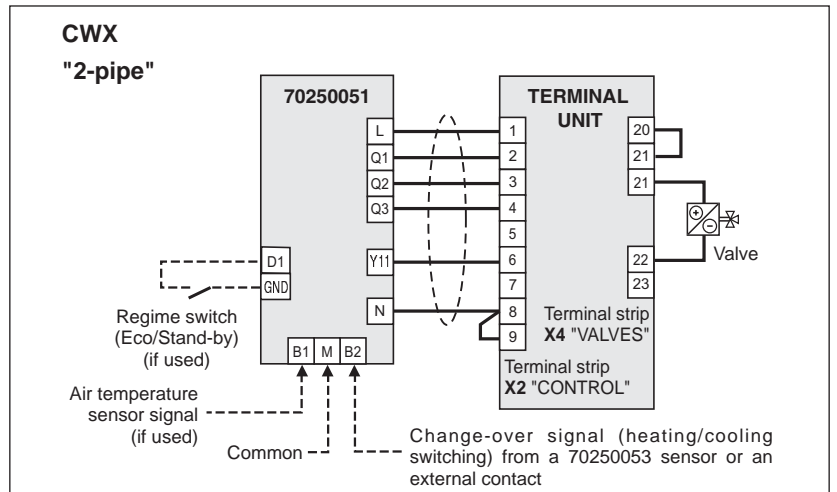 CWX
"2-pipe"
70250051
TERMINAL
UNIT
L
Q1
Q2
Q3
Y11
N
D1
GND
B1 M B2
1
2
3
4
5
6
7
8
9
20
21
21
22
23
Valve
Terminal strip
X4 "VALVES"
Terminal strip
X2 "CONTROL"
Regime switch
(Eco/Stand-by)
(if used)
Air temperature
sensor signal
(if used)
Common
Change-over signal (heating/cooling
switching) from a 70250053 sensor or an
external contact